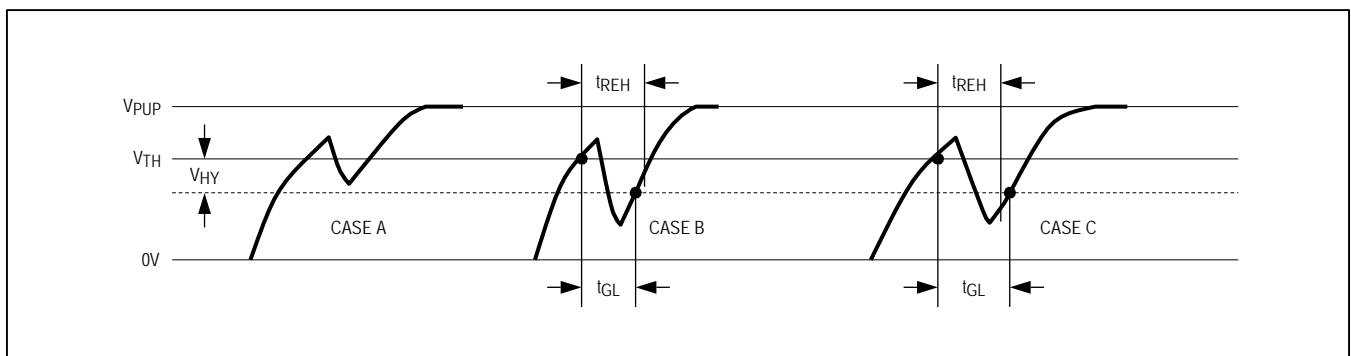 tREH
tREH
VPUP
VTH
VHY
CASE A
CASE B
CASE C
0V
tGL
tGL